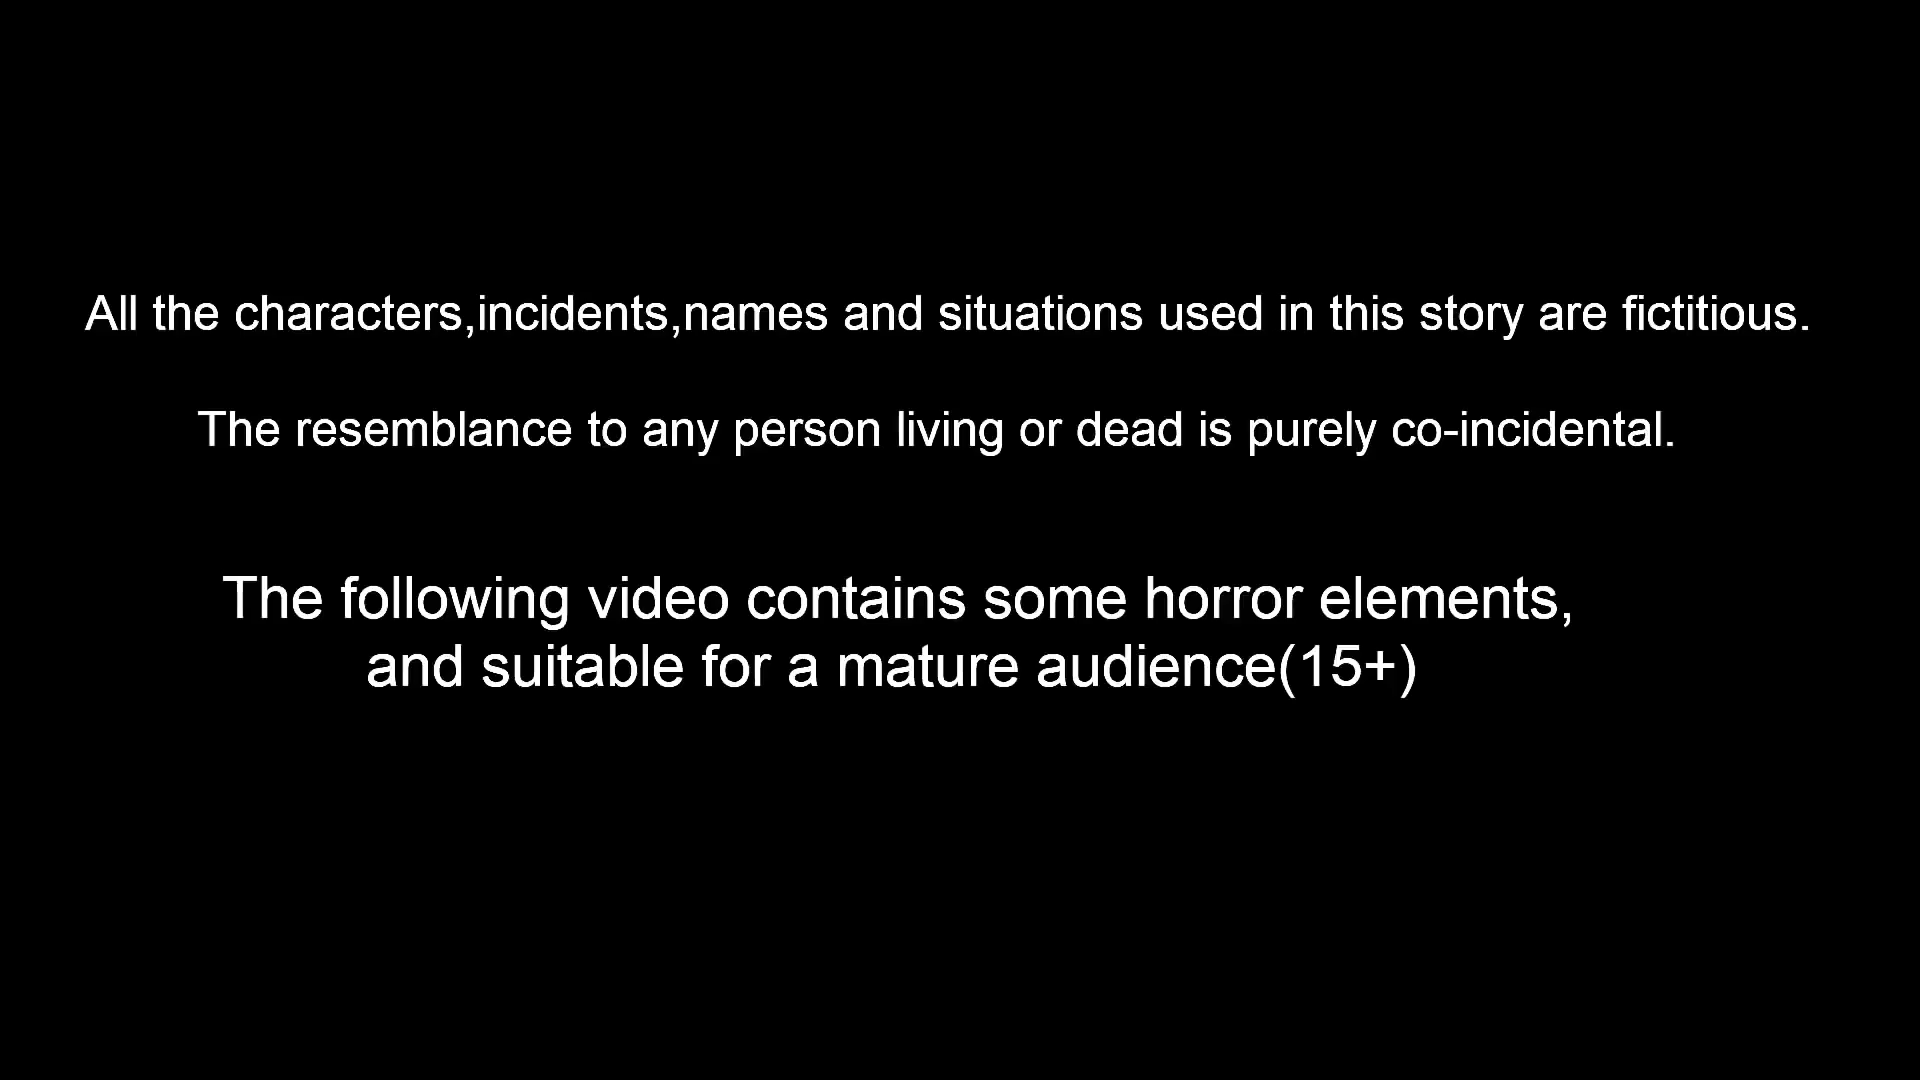 All the characters,incidents,names and situations used in this story are fictitious.
The resemblance to any person living or dead is purely co-incidental.
The following video contains some horror elements,
and suitable for a mature audience(15+)